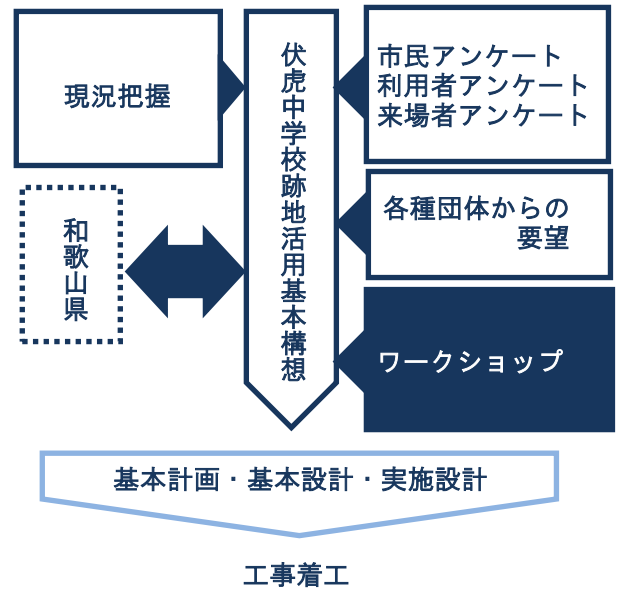 現況把握
伏虎中学校跡地活用基本構想
市民アンケート
利用者アンケート
来場者アンケート
各種団体からの
要望
和歌山県
ワークショップ
基本計画・基本設計・実施設計
工事着工